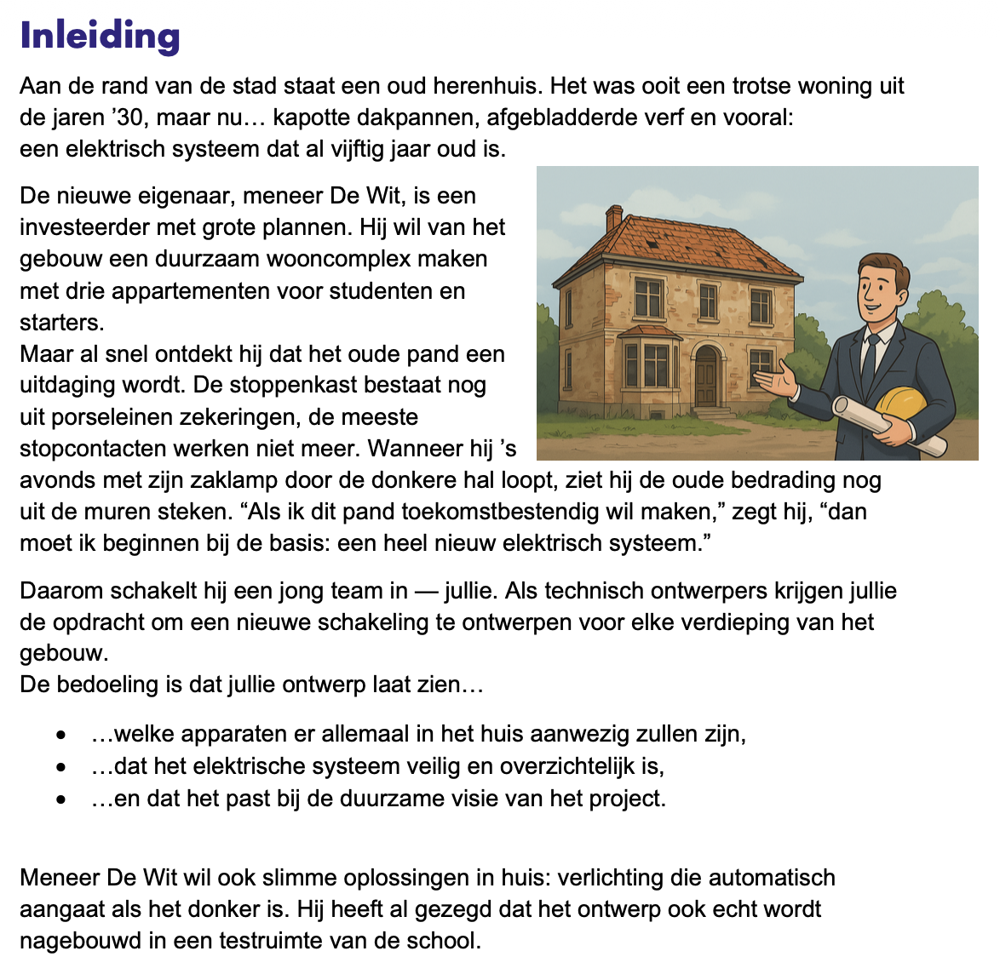 Inleiding
Aan de rand van de stad staat een oud herenhuis. Het was ooit een trotse woning uit
de jaren ’30, maar nu… kapotte dakpannen, afgebladderde verf en vooral:
een elektrisch systeem dat al vijftig jaar oud is.
De nieuwe eigenaar, meneer De Wit, is een
investeerder met grote plannen. Hij wil van het
gebouw een duurzaam wooncomplex maken
met drie appartementen voor studenten en
starters.
Maar al snel ontdekt hij dat het oude pand een
uitdaging wordt. De stoppenkast bestaat nog
uit porseleinen zekeringen, de meeste
stopcontacten werken niet meer. Wanneer hij ’s
avonds met zijn zaklamp door de donkere hal loopt, ziet hij de oude bedrading nog
uit de muren steken. “Als ik dit pand toekomstbestendig wil maken,” zegt hij, “dan
moet ik beginnen bij de basis: een heel nieuw elektrisch systeem.”
Daarom schakelt hij een jong team in — jullie. Als technisch ontwerpers krijgen jullie
de opdracht om een nieuwe schakeling te ontwerpen voor elke verdieping van het
gebouw.
De bedoeling is dat jullie ontwerp laat zien…
• …welke apparaten er allemaal in het huis aanwezig zullen zijn,
• …dat het elektrische systeem veilig en overzichtelijk is,
• …en dat het past bij de duurzame visie van het project.
Meneer De Wit wil ook slimme oplossingen in huis: verlichting die automatisch
aangaat als het donker is. Hij heeft al gezegd dat het ontwerp ook echt wordt
nagebouwd in een testruimte van de school.